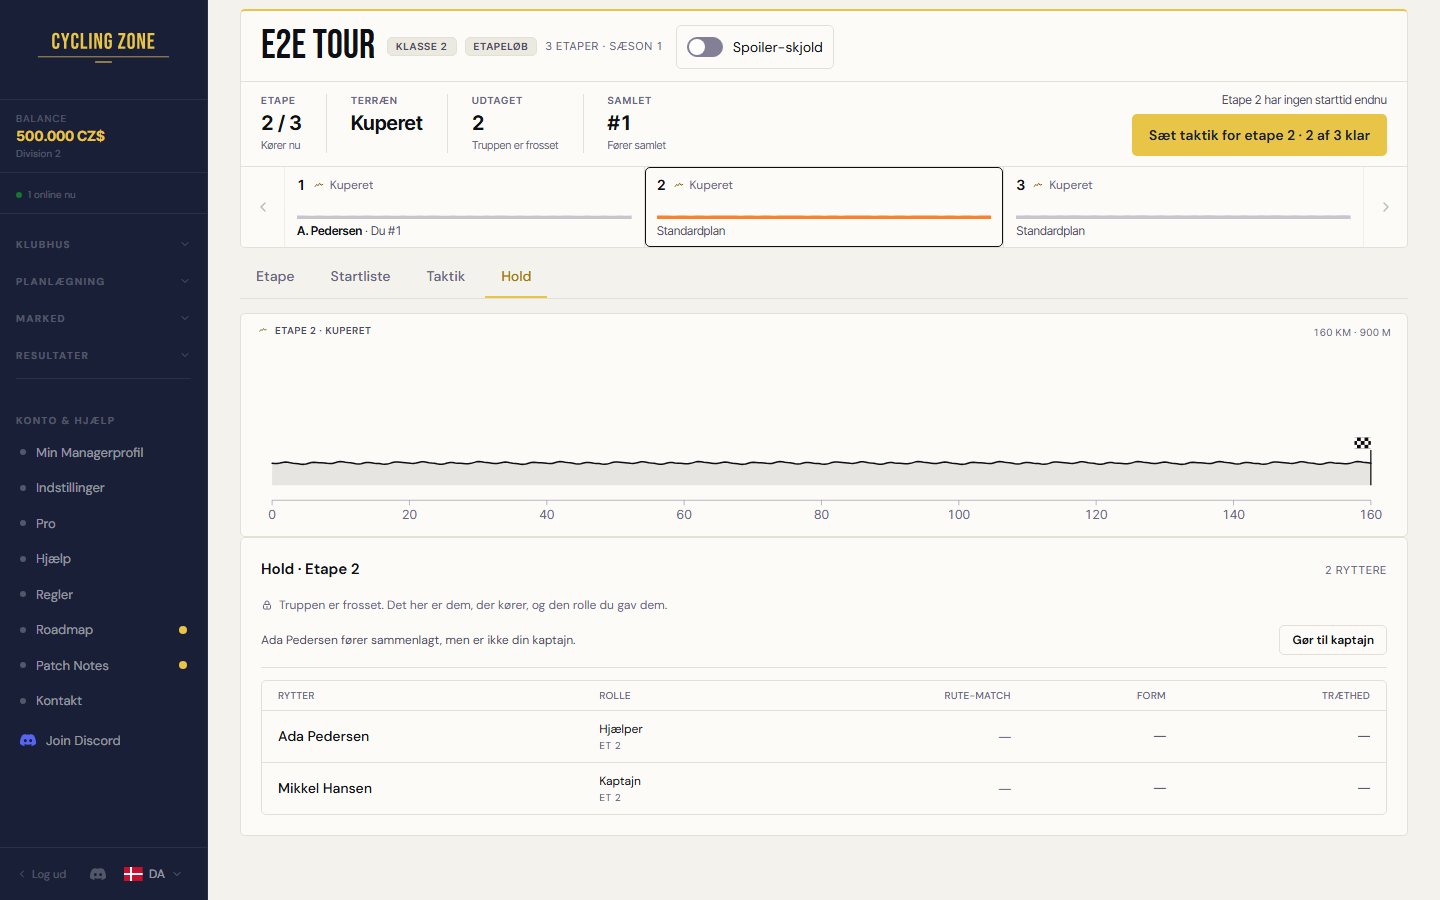 CYCLING ZONE
BALANCE
500.000 CZ$
Division 2
1 online nu
KLUBHUS
PLANLÆGNING
MARKED
RESULTATER
KONTO & HJÆLP
Min Managerprofil
Indstillinger
Pro
Hjælp
Regler
Roadmap
Patch Notes
Kontakt
Join Discord
Log ud
DA
E2E TOUR
KLASSE 2
ETAPELØB
3 ETAPER · SÆSON 1
Spoiler-skjold
ETAPE
2 / 3
Kører nu
TERRÆN
Kuperet
UDTAGET
2
Truppen er frosset
SAMLET
#1
Fører samlet
Etape 2 har ingen starttid endnu
Sæt taktik for etape 2 · 2 af 3 klar
1 Kuperet
A. Pedersen · Du #1
2 Kuperet
Standardplan
3 Kuperet
Standardplan
Etape Startliste Taktik Hold
ETAPE 2 · KUPERET
160 KM · 900 M
0 20 40 60 80 100 120 140 160
Hold · Etape 2
2 RYTTERE
Truppen er frosset. Det her er dem, der kører, og den rolle du gav dem.
Ada Pedersen fører sammenlagt, men er ikke din kaptajn.
Gør til kaptajn
RYTTER ROLLE RUTE-MATCH FORM TRÆTHED
Ada Pedersen Hjælper — — —
ET 2
Mikkel Hansen Kaptajn — — —
ET 2